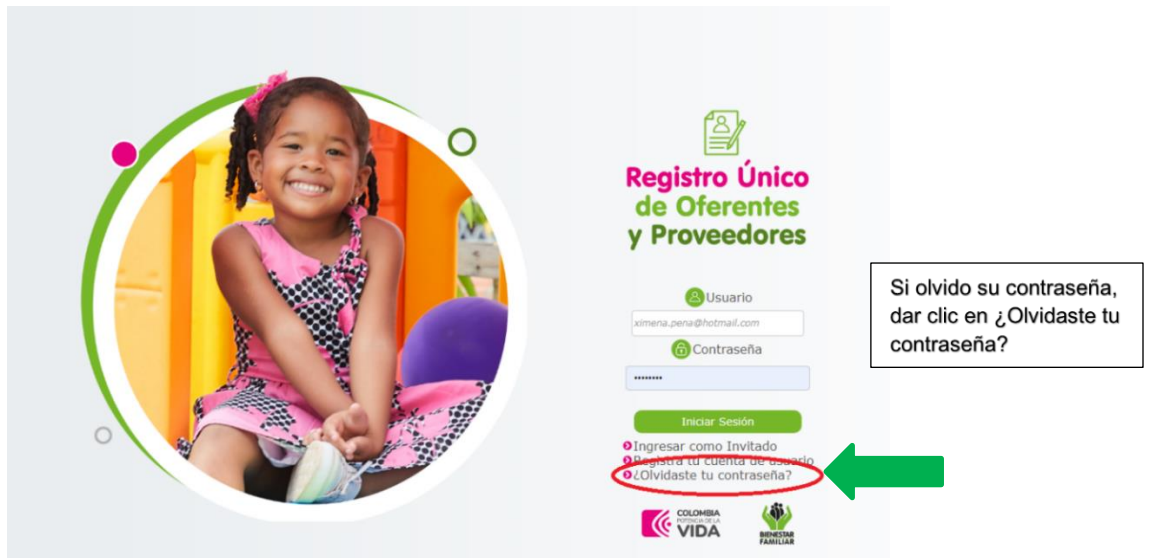 Registro Único
de Oferentes
y Proveedores
Usuario
ximena.pena@hotmail.com
Contraseña
••••••••
Iniciar Sesión
Ingresar como Invitado
Registra tu cuenta de usuario
¿Olvidaste tu contraseña?
Si olvido su contraseña,
dar clic en ¿Olvidaste tu
contraseña?
COLOMBIA
POTENCIA DE LA
VIDA
BIENESTAR
FAMILIAR